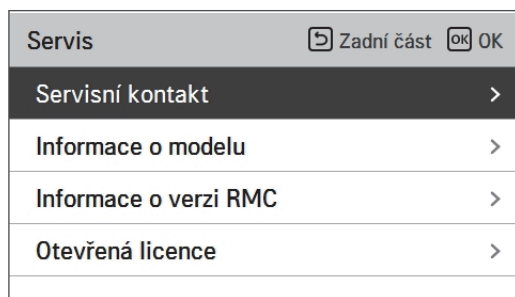 Servis Zadní část OK OK
Servisní kontakt >
Informace o modelu >
Informace o verzi RMC >
Otevřená licence >